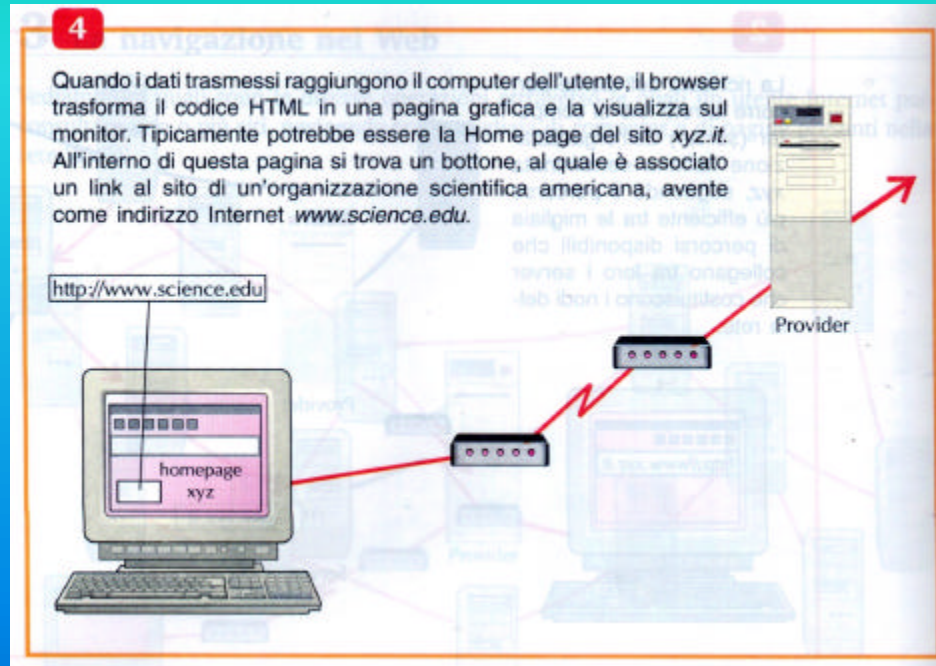 4
Quando i dati trasmessi raggiungono il computer dell'utente, il browser
trasforma il codice HTML in una pagina grafica e la visualizza sul
monitor. Tipicamente potrebbe essere la Home page del sito xyz.it.
All'interno di questa pagina si trova un bottone, al quale è associato
un link al sito di un'organizzazione scientifica americana, avente
come indirizzo Internet www.science.edu.
http://www.science.edu
Provider
homepage
xyz